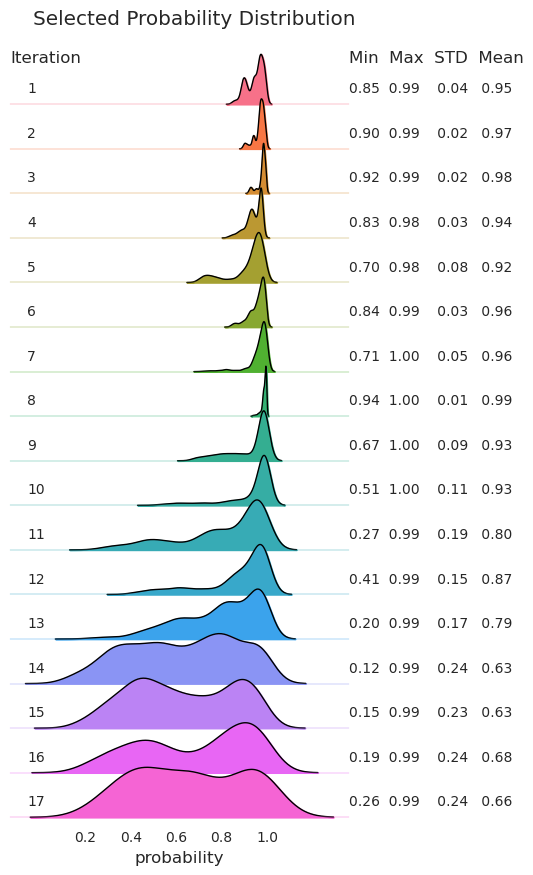 Selected Probability Distribution
Iteration Min Max STD Mean
1 0.85 0.99 0.04 0.95
2 0.90 0.99 0.02 0.97
3 0.92 0.99 0.02 0.98
4 0.83 0.98 0.03 0.94
5 0.70 0.98 0.08 0.92
6 0.84 0.99 0.03 0.96
7 0.71 1.00 0.05 0.96
8 0.94 1.00 0.01 0.99
9 0.67 1.00 0.09 0.93
10 0.51 1.00 0.11 0.93
11 0.27 0.99 0.19 0.80
12 0.41 0.99 0.15 0.87
13 0.20 0.99 0.17 0.79
14 0.12 0.99 0.24 0.63
15 0.15 0.99 0.23 0.63
16 0.19 0.99 0.24 0.68
17 0.26 0.99 0.24 0.66
0.2 0.4 0.6 0.8 1.0
probability